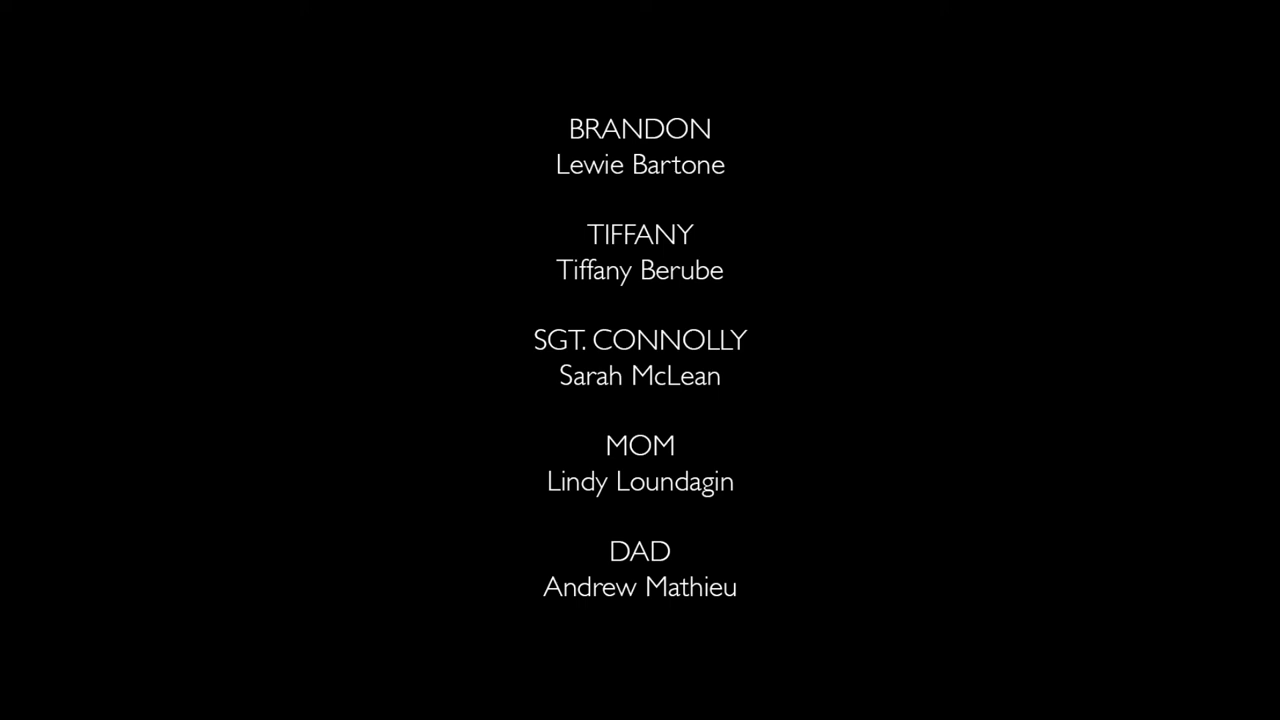 BRANDON
Lewie Bartone
TIFFANY
Tiffany Berube
SGT. CONNOLLY
Sarah McLean
MOM
Lindy Loundagin
DAD
Andrew Mathieu